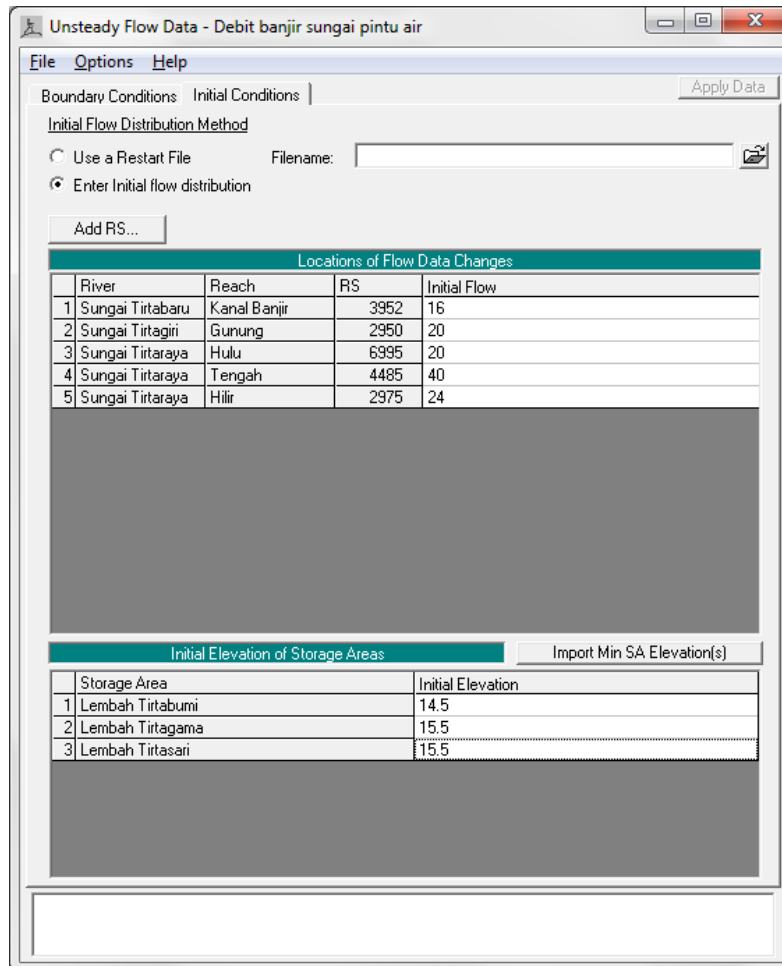 Unsteady Flow Data - Debit banjir sungai pintu air
File Options Help
Boundary Conditions Initial Conditions Apply Data
Initial Flow Distribution Method
Use a Restart File Filename:
Enter Initial flow distribution
Add RS...
Locations of Flow Data Changes
River Reach RS Initial Flow
1 Sungai Tirtabaru Kanal Banjir 3952 16
2 Sungai Tirtagiri Gunung 2950 20
3 Sungai Tirtaraya Hulu 6995 20
4 Sungai Tirtaraya Tengah 4485 40
5 Sungai Tirtaraya Hilir 2975 24
Initial Elevation of Storage Areas Import Min SA Elevation(s)
Storage Area Initial Elevation
1 Lembah Tirtabumi 14.5
2 Lembah Tirtagama 15.5
3 Lembah Tirtasari 15.5